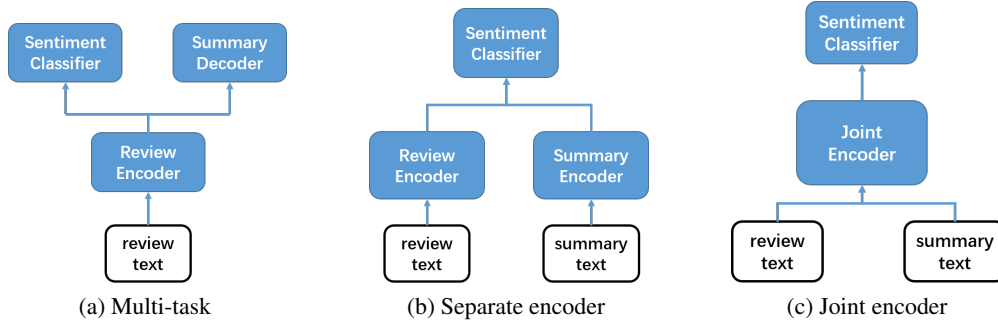 Sentiment
Classifier
Summary
Decoder
Review
Encoder
review
text
(a) Multi-task
Sentiment
Classifier
Review
Encoder
Summary
Encoder
review
text
summary
text
(b) Separate encoder
Sentiment
Classifier
Joint
Encoder
review
text
summary
text
(c) Joint encoder